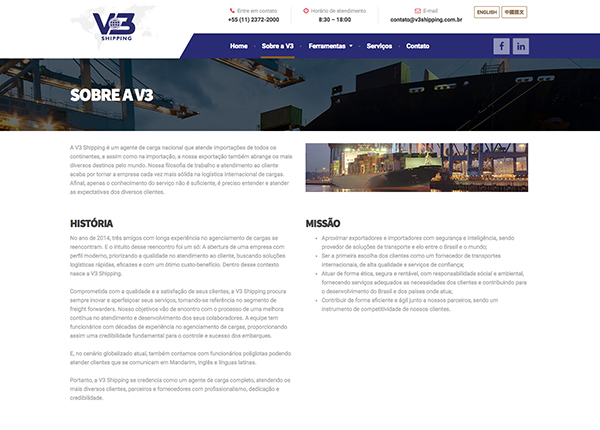 V3
SHIPPING
Entre em contato
+55 (11) 2372-2000
Horário de atendimento
8:30 – 18:00
E-mail
contato@v3shipping.com.br
ENGLISH
中國語文
Home
Sobre a V3
Ferramentas
Serviços
Contato
SOBRE A V3
A V3 Shipping é um agente de carga nacional que atende importações de todos os
continentes, e assim como na importação, a nossa exportação também abrange os mais
diversos destinos pelo mundo. Nossa filosofia de trabalho e atendimento ao cliente
acaba por tornar a empresa cada vez mais sólida na logística internacional de cargas.
Afinal, apenas o conhecimento do serviço não é suficiente, é preciso entender e atender
as expectativas dos diversos clientes.
HISTÓRIA
No ano de 2014, três amigos com longa experiência no agenciamento de cargas se
reencontram. E o intuito desse reencontro foi um só: A abertura de uma empresa com
perfil moderno, priorizando a qualidade no atendimento ao cliente, buscando soluções
logísticas rápidas, eficazes e com um ótimo custo-benefício. Dentro desse contexto
nasce a V3 Shipping.
Comprometida com a qualidade e a satisfação de seus clientes, a V3 Shipping procura
sempre inovar e aperfeiçoar seus serviços, tornando-se referência no segmento de
freight forwarders. Nosso objetivos vão de encontro com o processo de uma melhora
contínua no atendimento e desenvolvimento dos seus colaboradores. A equipe tem
funcionários com décadas de experiência no agenciamento de cargas, proporcionando
assim uma credibilidade fundamental para o controle e sucesso dos embarques.
E, no cenário globalizado atual, também contamos com funcionários poliglotas podendo
atender clientes que se comunicam em Mandarim, Inglês e línguas latinas.
Portanto, a V3 Shipping se credencia como um agente de carga completo, atendendo os
mais diversos clientes, parceiros e fornecedores com profissionalismo, dedicação e
credibilidade.
MISSÃO
Aproximar exportadores e importadores com segurança e inteligência, sendo
provedor de soluções de transporte e elo entre o Brasil e o mundo;
Ser a primeira escolha dos clientes como um fornecedor de transportes
internacionais, de alta qualidade e serviços de confiança;
Atuar de forma ética, segura e rentável, com responsabilidade social e ambiental,
fornecendo serviços adequados as necessidades dos clientes e contribuindo para
o desenvolvimento do Brasil e dos países onde atua;
Contribuir de forma eficiente e ágil junto a nossos parceiros, sendo um
instrumento de competitividade de nossos clientes.